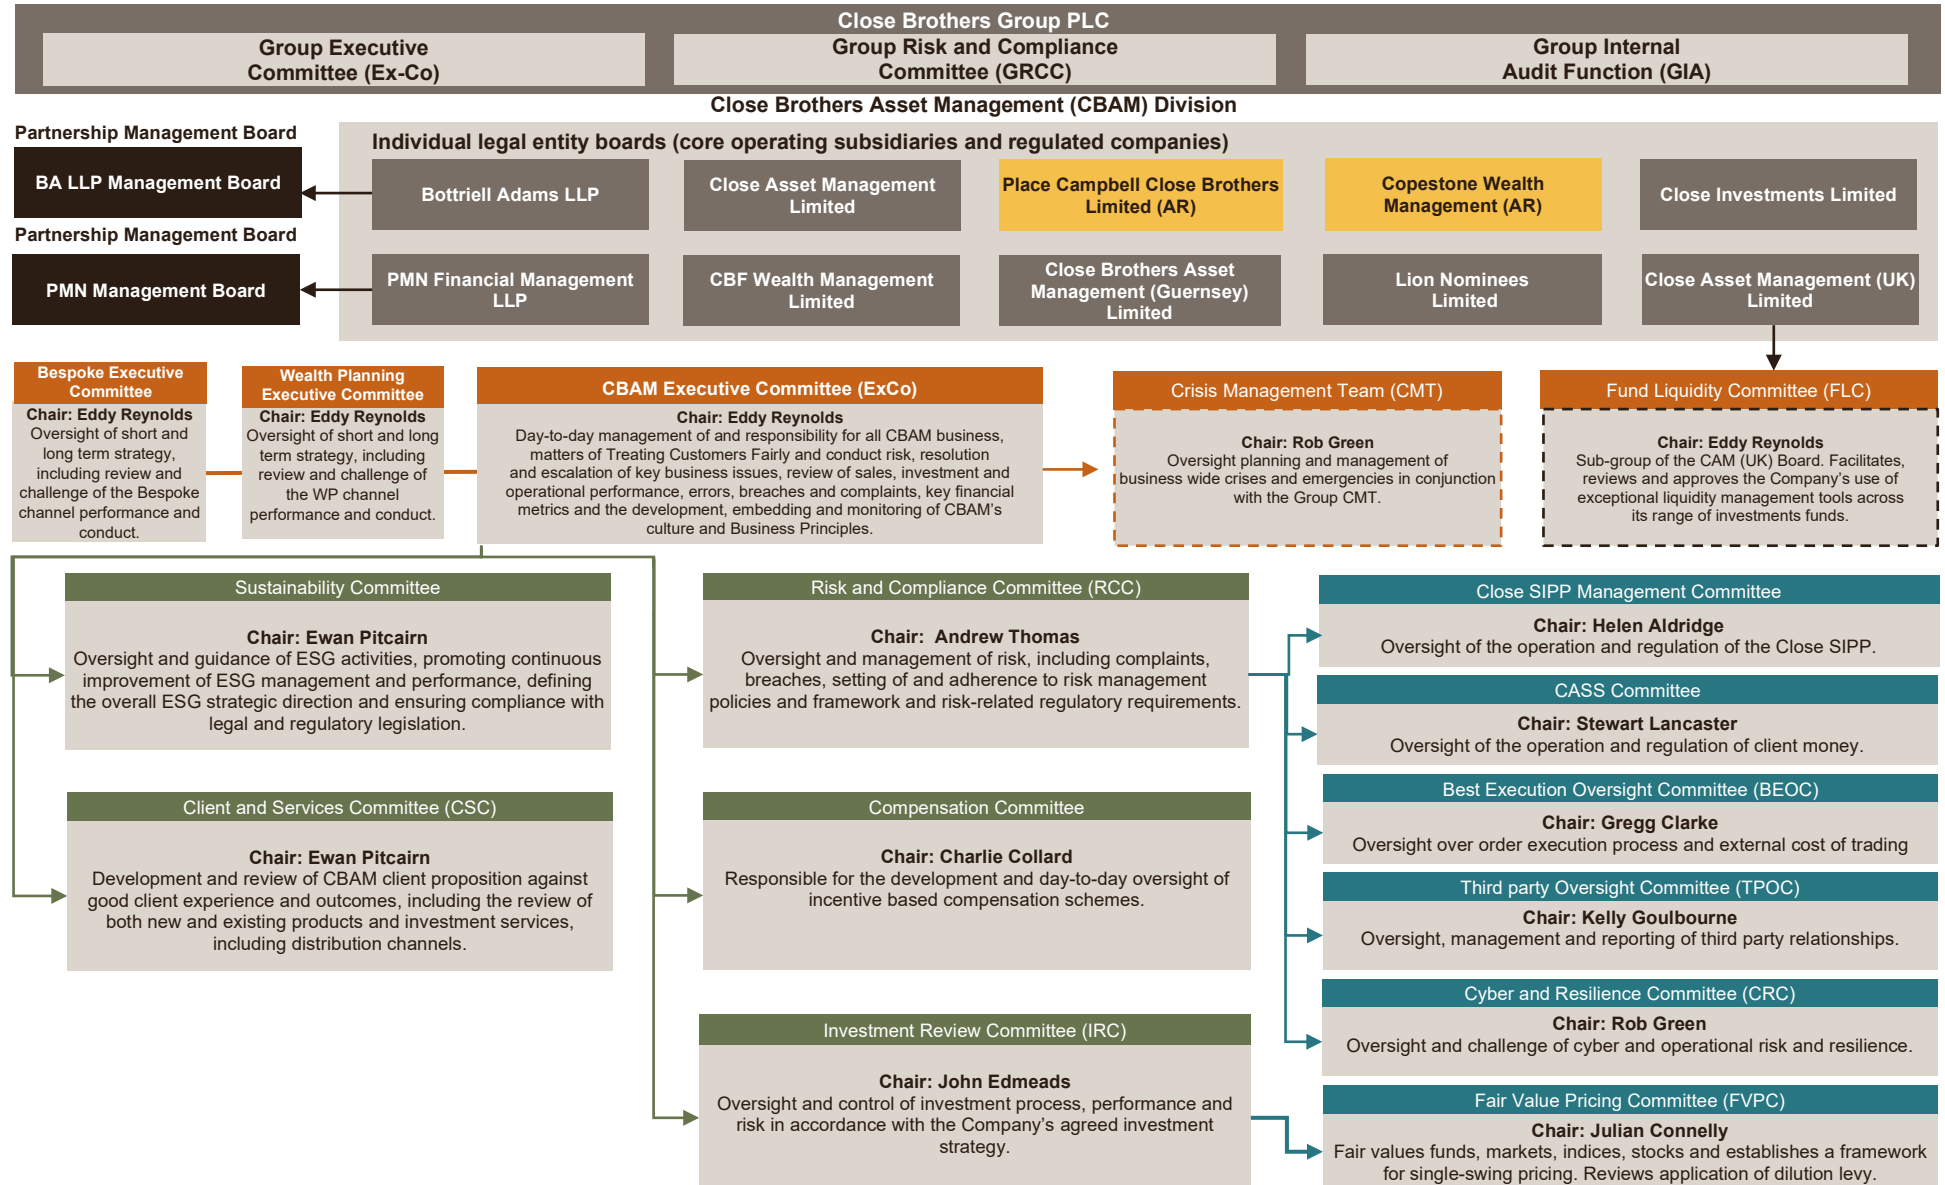 Close Brothers Group PLC
Group Executive
Committee (Ex-Co)
Group Risk and Compliance
Committee (GRCC)
Group Internal
Audit Function (GIA)
Close Brothers Asset Management (CBAM) Division
Partnership Management Board
BA LLP Management Board
Partnership Management Board
PMN Management Board
Individual legal entity boards (core operating subsidiaries and regulated companies)
Bottriell Adams LLP
Close Asset Management
Limited
Place Campbell Close Brothers
Limited (AR)
Copestone Wealth
Management (AR)
Close Investments Limited
PMN Financial Management
LLP
CBF Wealth Management
Limited
Close Brothers Asset
Management (Guernsey)
Limited
Lion Nominees
Limited
Close Asset Management (UK)
Limited
Bespoke Executive
Committee
Chair: Eddy Reynolds
Oversight of short and
long term strategy,
including review and
challenge of the Bespoke
channel performance and
conduct.
Wealth Planning
Executive Committee
Chair: Eddy Reynolds
Oversight of short and long
term strategy, including
review and challenge of
the WP channel
performance and conduct.
CBAM Executive Committee (ExCo)
Chair: Eddy Reynolds
Day-to-day management of and responsibility for all CBAM business,
matters of Treating Customers Fairly and conduct risk, resolution
and escalation of key business issues, review of sales, investment and
operational performance, errors, breaches and complaints, key financial
metrics and the development, embedding and monitoring of CBAM's
culture and Business Principles.
Crisis Management Team (CMT)
Chair: Rob Green
Oversight planning and management of
business wide crises and emergencies in conjunction
with the Group CMT.
Fund Liquidity Committee (FLC)
Chair: Eddy Reynolds
Sub-group of the CAM (UK) Board. Facilitates,
reviews and approves the Company's use of
exceptional liquidity management tools across
its range of investments funds.
Sustainability Committee
Chair: Ewan Pitcairn
Oversight and guidance of ESG activities, promoting continuous
improvement of ESG management and performance, defining
the overall ESG strategic direction and ensuring compliance with
legal and regulatory legislation.
Client and Services Committee (CSC)
Chair: Ewan Pitcairn
Development and review of CBAM client proposition against
good client experience and outcomes, including the review of
both new and existing products and investment services,
including distribution channels.
Risk and Compliance Committee (RCC)
Chair: Andrew Thomas
Oversight and management of risk, including complaints,
breaches, setting of and adherence to risk management
policies and framework and risk-related regulatory requirements.
Compensation Committee
Chair: Charlie Collard
Responsible for the development and day-to-day oversight of
incentive based compensation schemes.
Investment Review Committee (IRC)
Chair: John Edmeads
Oversight and control of investment process, performance and
risk in accordance with the Company's agreed investment
strategy.
Close SIPP Management Committee
Chair: Helen Aldridge
Oversight of the operation and regulation of the Close SIPP.
CASS Committee
Chair: Stewart Lancaster
Oversight of the operation and regulation of client money.
Best Execution Oversight Committee (BEOC)
Chair: Gregg Clarke
Oversight over order execution process and external cost of trading
Third party Oversight Committee (TPOC)
Chair: Kelly Goulbourne
Oversight, management and reporting of third party relationships.
Cyber and Resilience Committee (CRC)
Chair: Rob Green
Oversight and challenge of cyber and operational risk and resilience.
Fair Value Pricing Committee (FVPC)
Chair: Julian Connelly
Fair values funds, markets, indices, stocks and establishes a framework
for single-swing pricing. Reviews application of dilution levy.